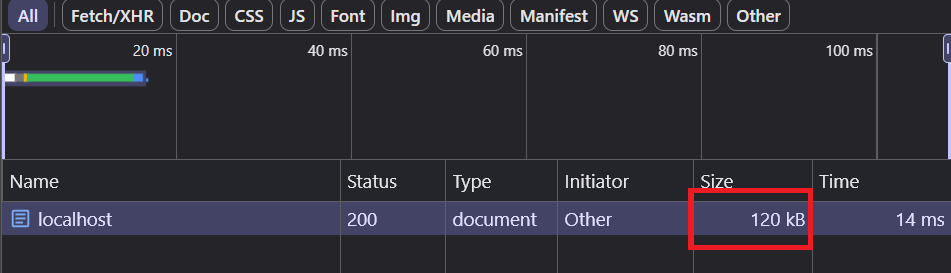 All Fetch/XHR Doc CSS JS Font Img Media Manifest WS Wasm Other
20 ms 40 ms 60 ms 80 ms 100 ms
Name Status Type Initiator Size Time
localhost 200 document Other 120 kB 14 ms